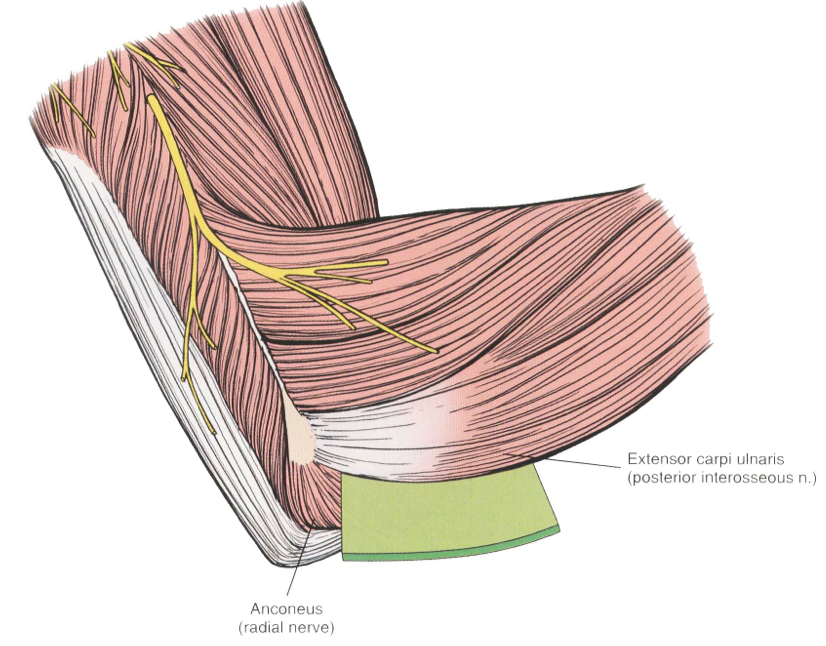 Extensor carpi ulnaris
(posterior interosseous n.)
Anconeus
(radial nerve)